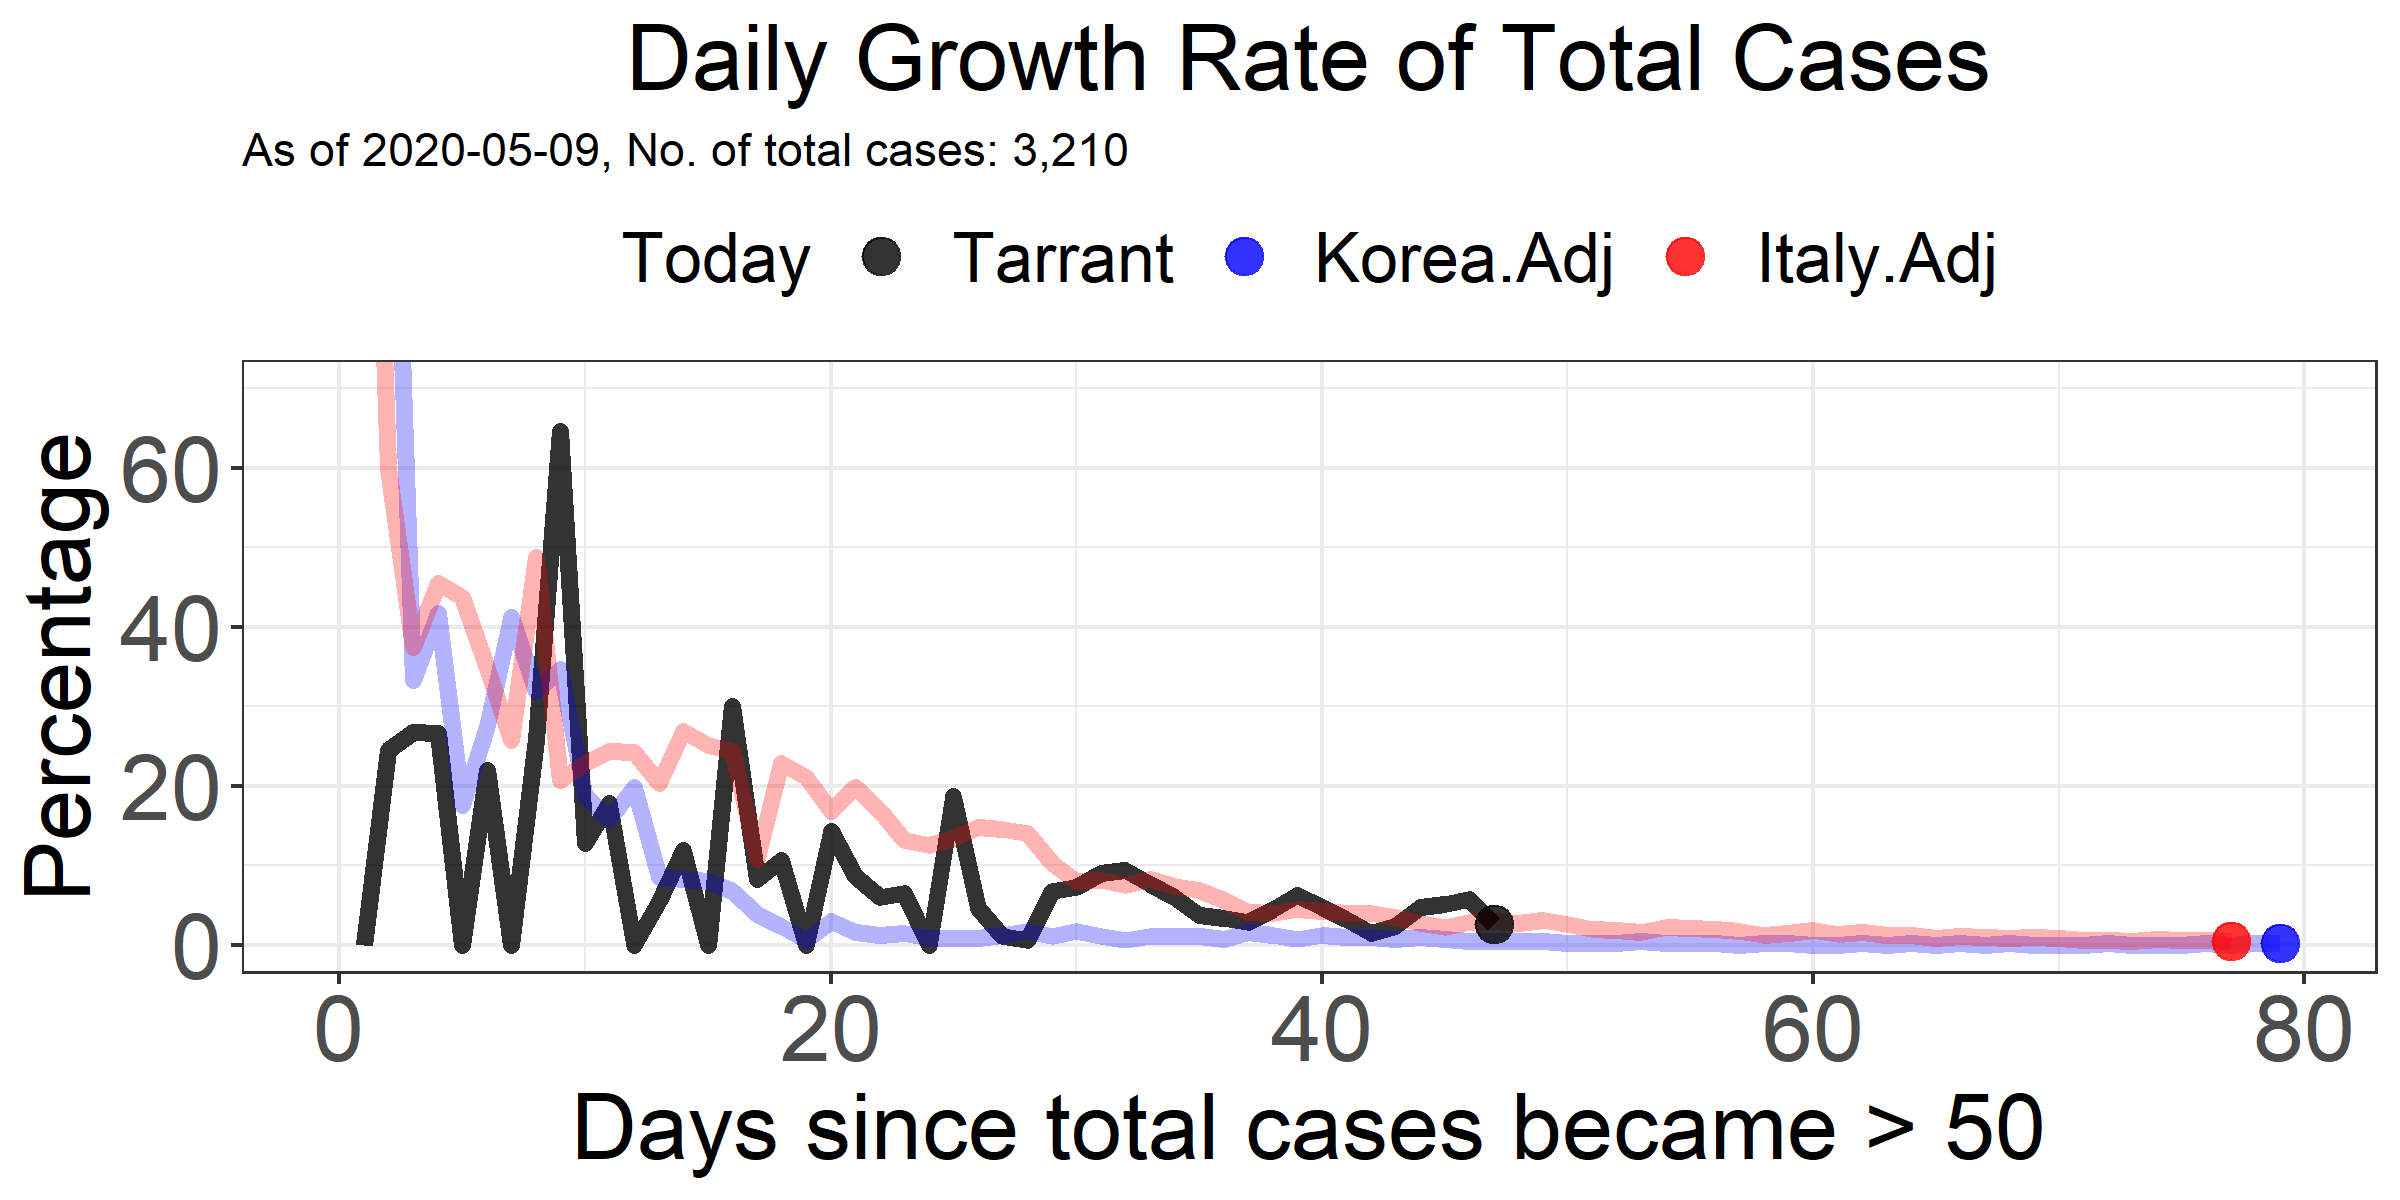 Daily Growth Rate of Total Cases
As of 2020-05-09, No. of total cases: 3,210
Today Tarrant Korea.Adj Italy.Adj
Percentage
60
40
20
0
0 20 40 60 80
Days since total cases became > 50